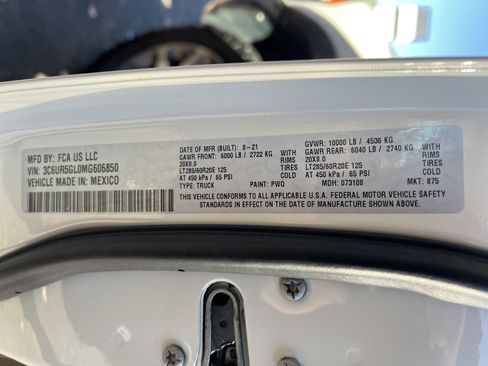 MFD BY: FCA US LLC
VIN: 3C6UR5GL0MG606850
VEHICLE MADE IN: MEXICO
DATE OF MFR (BUILT): 8-21
GAWR FRONT: 6000 LB / 2722 KG WITH
20X8.0 RIMS
LT285/60R20E 125 TIRES
AT 450 kPa / 65 PSI COLD
TYPE: TRUCK
GVWR: 10000 LB / 4536 KG
GAWR REAR: 6040 LB / 2740 KG WITH
20X8.0 RIMS
LT285/60R20E 125 TIRES
AT 450 kPa / 65 PSI COLD
PAINT: PWQ MDH: 073108 MKT: 875
THIS VEHICLE CONFORMS TO ALL APPLICABLE U.S.A. FEDERAL MOTOR VEHICLE SAFETY
STANDARDS IN EFFECT ON THE DATE OF MANUFACTURE SHOWN ABOVE.